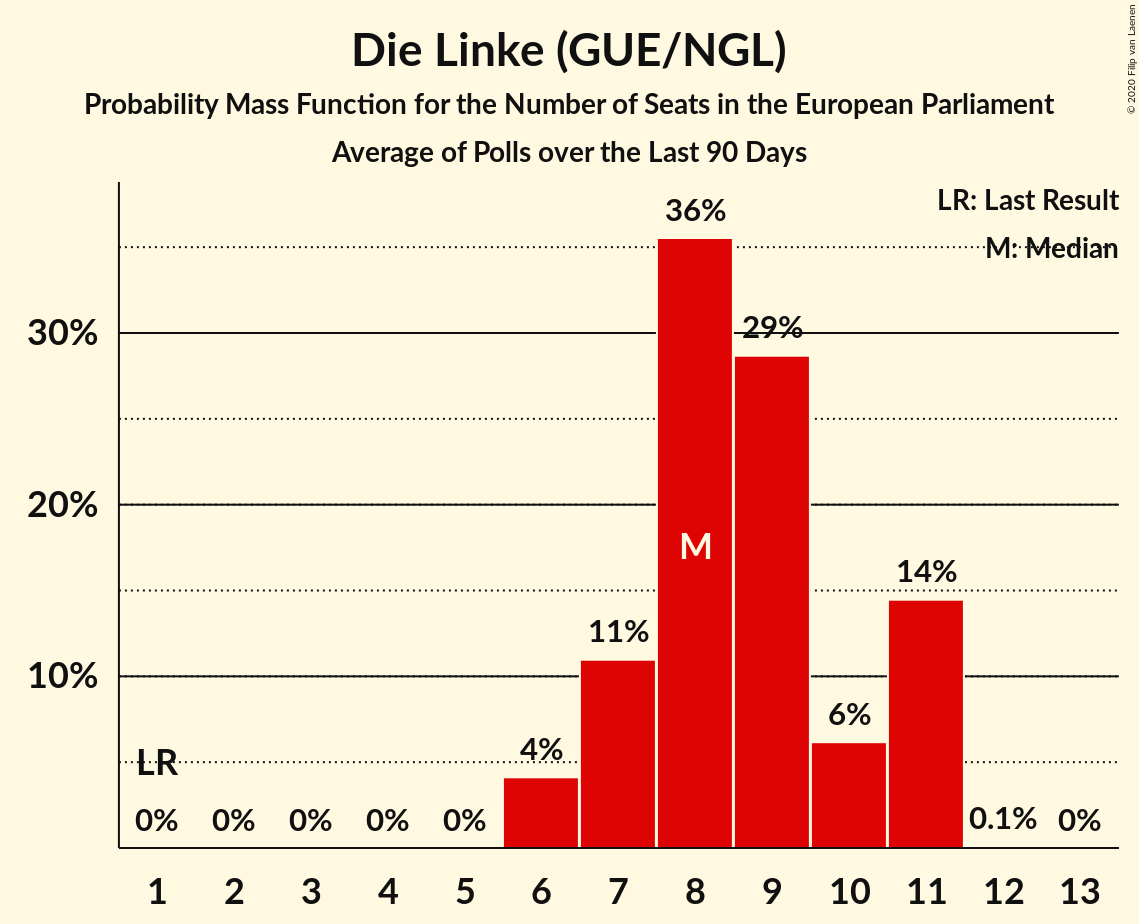 Die Linke (GUE/NGL)
Probability Mass Function for the Number of Seats in the European Parliament
Average of Polls over the Last 90 Days
© 2020 Filip van Laenen
LR: Last Result
M: Median
36%
29%
30%
20%
M
14%
11%
10%
6%
4%
LR
0% 0% 0% 0% 0% 0.1% 0%
1 2 3 4 5 6 7 8 9 10 11 12 13